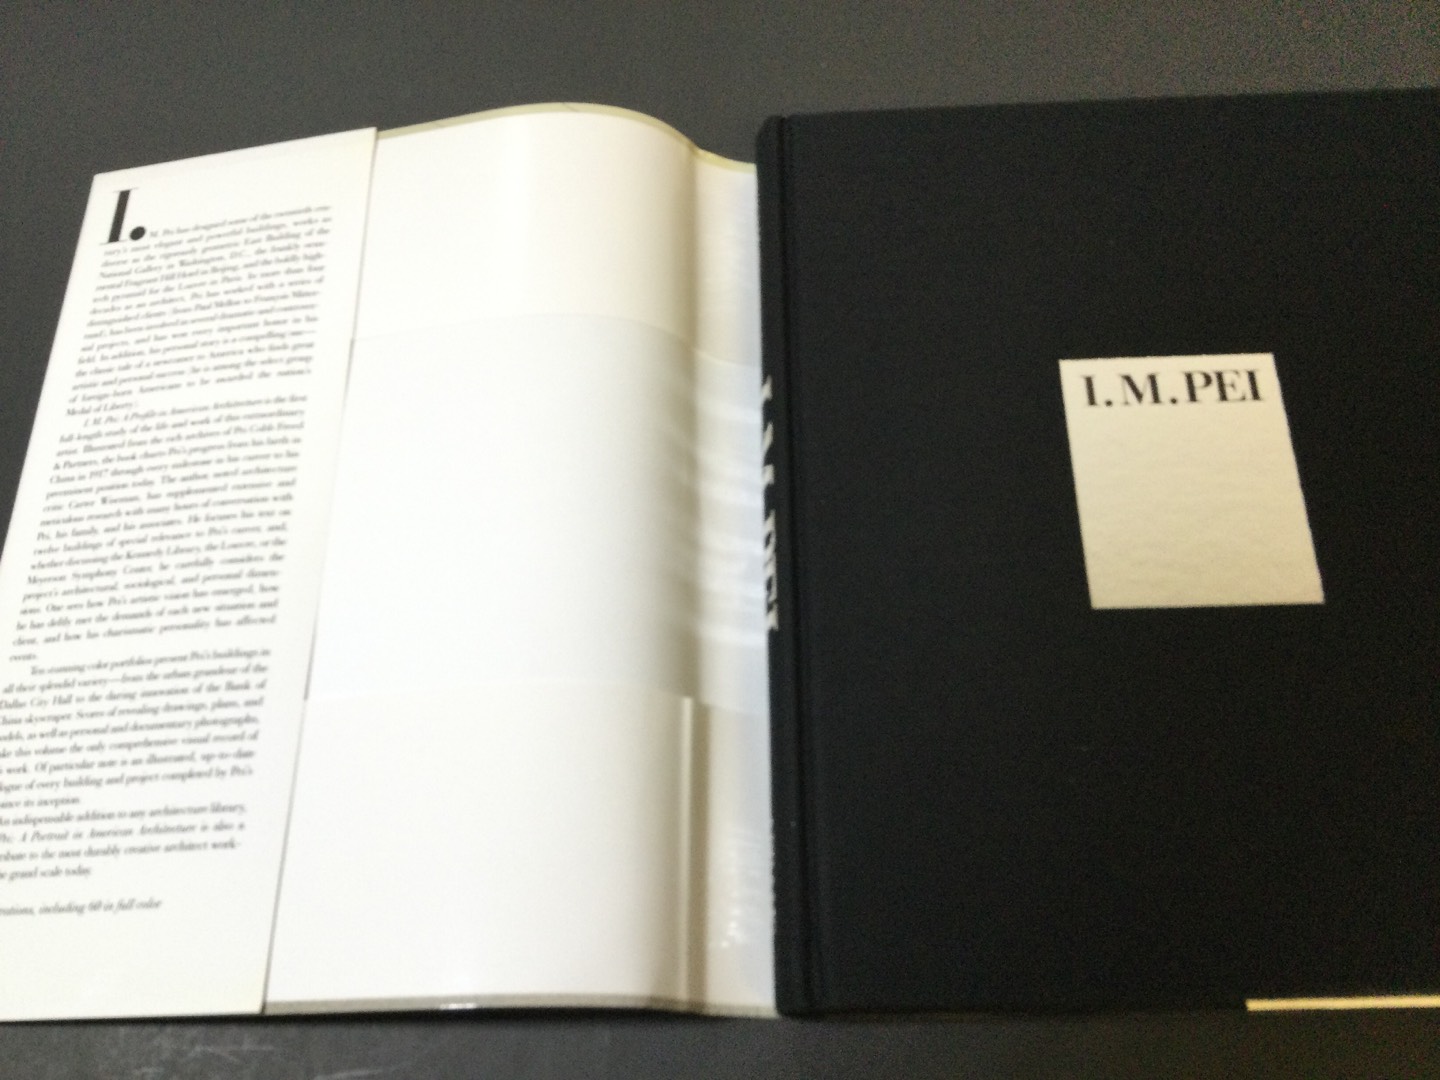 I. M. Pei has designed some of the twentieth cen-
tury's most elegant and powerful buildings, works as
diverse as the rigorously geometric East Building of the
National Gallery in Washington, D.C., the frankly orna-
mental Fragrant Hill Hotel in Beijing, and the boldly high-
tech pyramid for the Louvre in Paris. In more than four
decades as an architect, Pei has worked with a series of
distinguished clients (from Paul Mellon to François Mitter-
rand), has been involved in several dramatic and controver-
sial projects, and has won every important honor in his
field. In addition, his personal story is a compelling one—
the classic tale of a newcomer to America who finds great
artistic and personal success (he is among the select group
of foreign-born Americans to be awarded the nation's
Medal of Liberty).
I. M. Pei: A Profile in American Architecture is the first
full-length study of the life and work of this extraordinary
artist. Illustrated from the rich archives of Pei Cobb Freed
& Partners, the book charts Pei's progress from his birth in
China in 1917 through every milestone in his career to his
preeminent position today. The author, noted architecture
critic Carter Wiseman, has supplemented extensive and
meticulous research with many hours of conversation with
Pei, his family, and his associates. He focuses his text on
twelve buildings of special relevance to Pei's career, and,
whether discussing the Kennedy Library, the Louvre, or the
Meyerson Symphony Center, he carefully considers the
project's architectural, sociological, and personal dimen-
sions. One sees how Pei's artistic vision has emerged, how
he has deftly met the demands of each new situation and
client, and how his charismatic personality has affected
events.
Ten stunning color portfolios present Pei's buildings in
all their splendid variety—from the urban grandeur of the
Dallas City Hall to the daring innovation of the Bank of
China skyscraper. Scores of revealing drawings, plans, and
models, as well as personal and documentary photographs,
make this volume the only comprehensive visual record of
work. Of particular note is an illustrated, up-to-date
logue of every building and project completed by Pei's
since its inception.
An indispensable addition to any architecture library,
Pei: A Portrait in American Architecture is also a
tribute to the most durably creative architect work-
the grand scale today.
trations, including 60 in full color
I. M. PEI
I. M. PEI